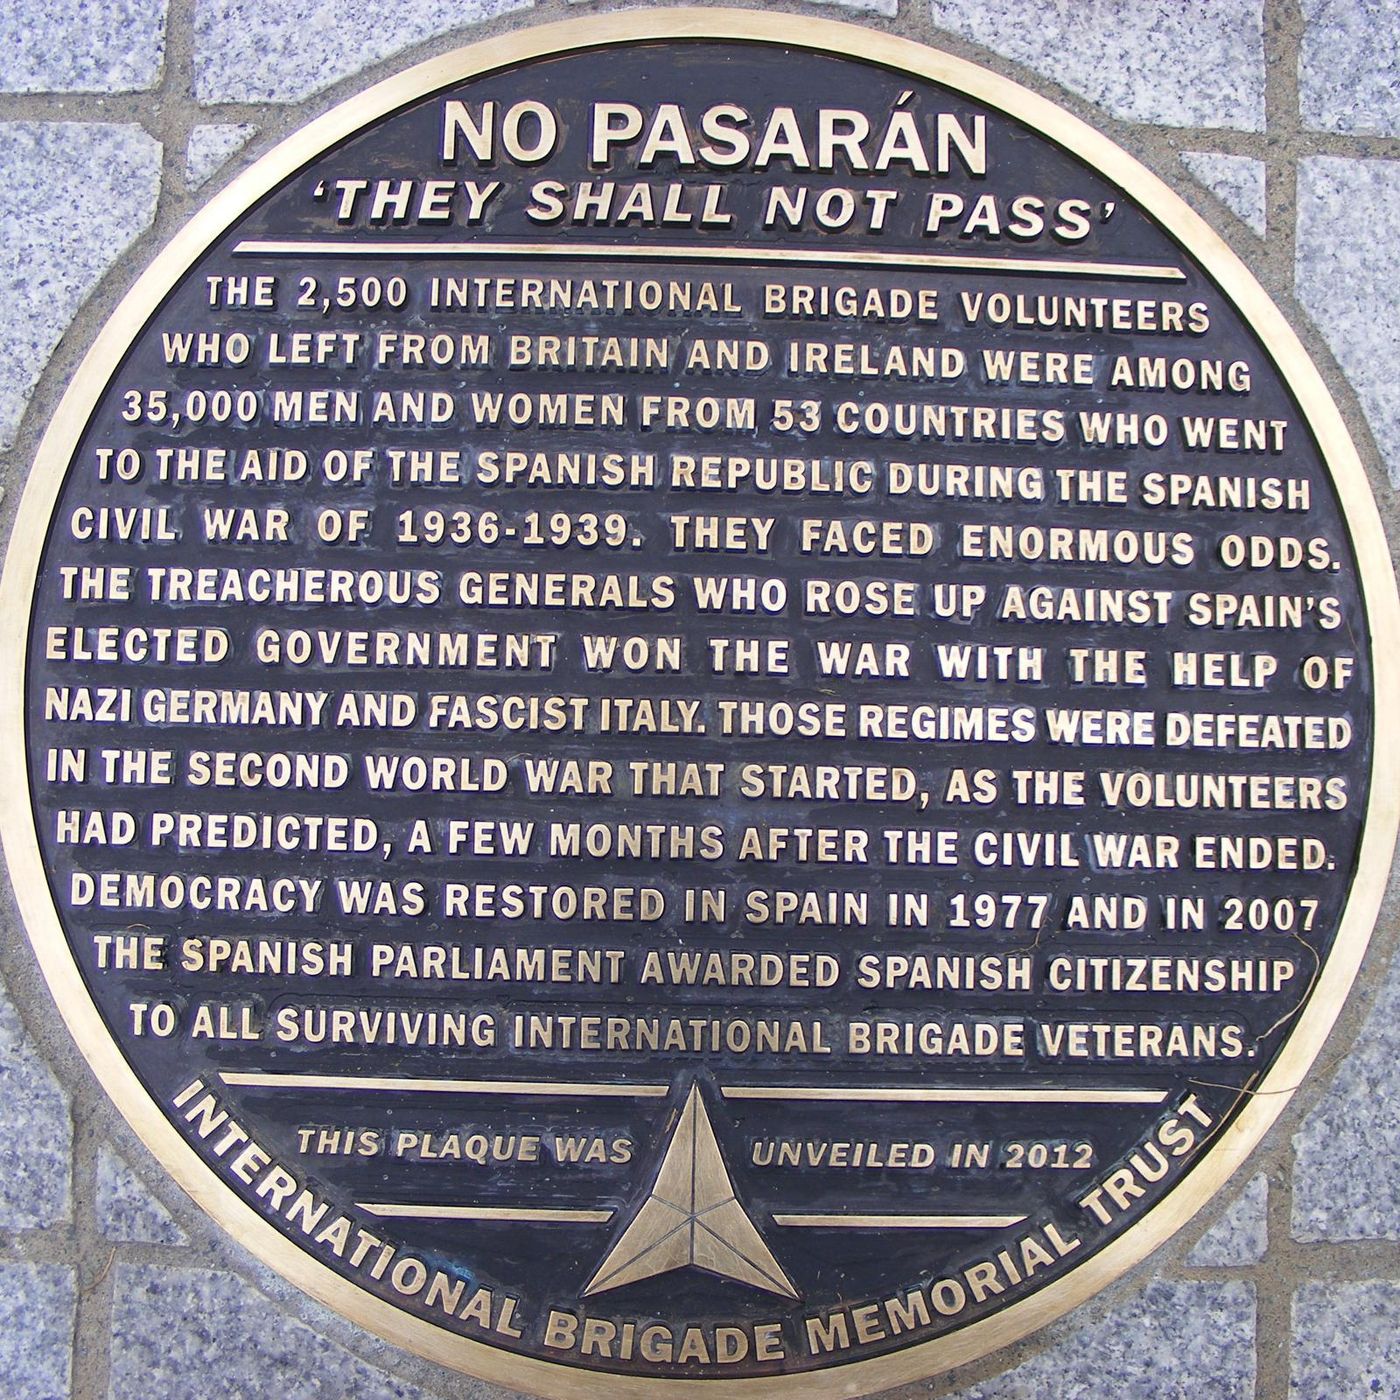 NO PASARÁN
‘THEY SHALL NOT PASS’
THE 2,500 INTERNATIONAL BRIGADE VOLUNTEERS
WHO LEFT FROM BRITAIN AND IRELAND WERE AMONG
35,000 MEN AND WOMEN FROM 53 COUNTRIES WHO WENT
TO THE AID OF THE SPANISH REPUBLIC DURING THE SPANISH
CIVIL WAR OF 1936-1939. THEY FACED ENORMOUS ODDS.
THE TREACHEROUS GENERALS WHO ROSE UP AGAINST SPAIN’S
ELECTED GOVERNMENT WON THE WAR WITH THE HELP OF
NAZI GERMANY AND FASCIST ITALY. THOSE REGIMES WERE DEFEATED
IN THE SECOND WORLD WAR THAT STARTED, AS THE VOLUNTEERS
HAD PREDICTED, A FEW MONTHS AFTER THE CIVIL WAR ENDED.
DEMOCRACY WAS RESTORED IN SPAIN IN 1977 AND IN 2007
THE SPANISH PARLIAMENT AWARDED SPANISH CITIZENSHIP
TO ALL SURVIVING INTERNATIONAL BRIGADE VETERANS.
THIS PLAQUE WAS UNVEILED IN 2012
INTERNATIONAL BRIGADE MEMORIAL TRUST